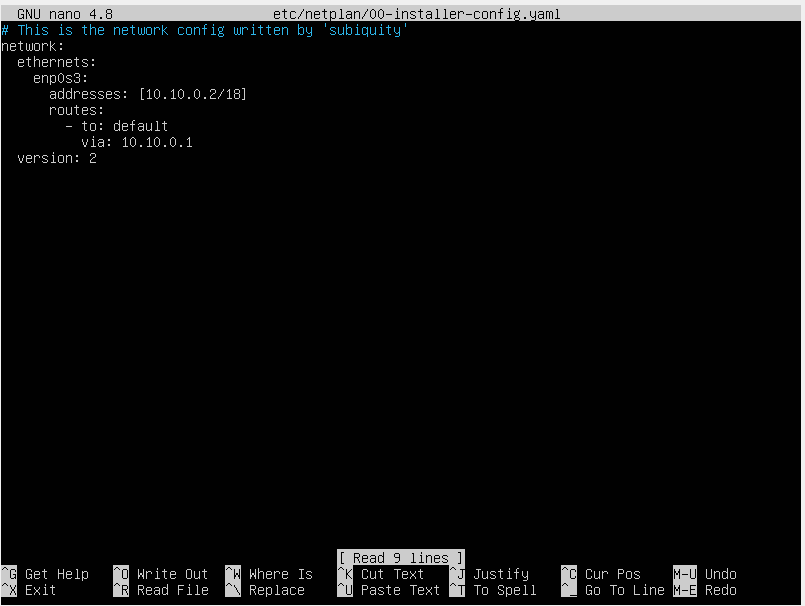 GNU nano 4.8 etc/netplan/00-installer-config.yaml
# This is the network config written by 'subiquity'
network:
  ethernets:
    enp0s3:
      addresses: [10.10.0.2/18]
      routes:
        - to: default
          via: 10.10.0.1
  version: 2
[ Read 9 lines ]
^G Get Help ^O Write Out ^W Where Is ^K Cut Text ^J Justify ^C Cur Pos M-U Undo
^X Exit ^R Read File ^\ Replace ^U Paste Text ^T To Spell ^_ Go To Line M-E Redo